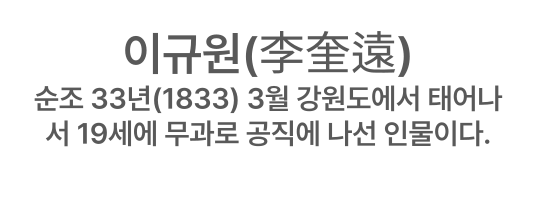 이규원(李奎遠)
순조 33년(1833) 3월 강원도에서 태어나
서 19세에 무과로 공직에 나선 인물이다.